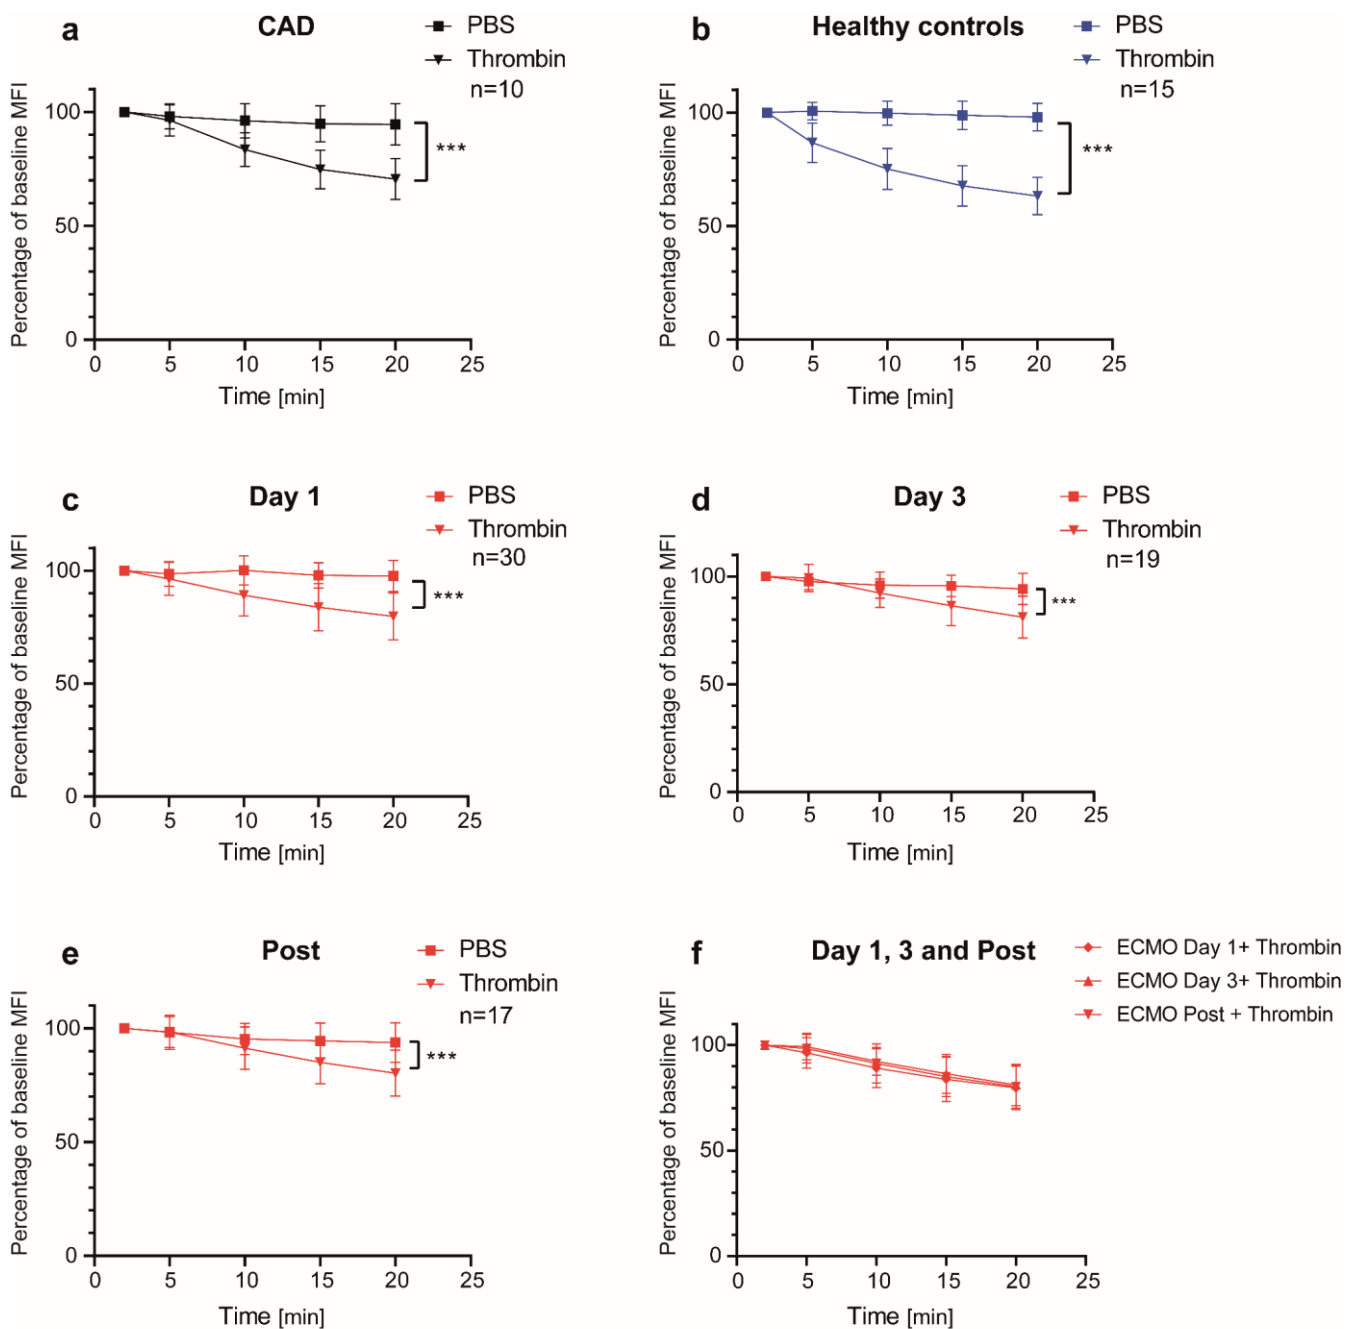 a
CAD
PBS
Thrombin
n=10
Percentage of baseline MFI
100
50
0
***
0 5 10 15 20 25
Time [min]
b
Healthy controls
PBS
Thrombin
n=15
Percentage of baseline MFI
100
50
0
***
0 5 10 15 20 25
Time [min]
c
Day 1
PBS
Thrombin
n=30
Percentage of baseline MFI
100
50
0
***
0 5 10 15 20 25
Time [min]
d
Day 3
PBS
Thrombin
n=19
Percentage of baseline MFI
100
50
0
***
0 5 10 15 20 25
Time [min]
e
Post
PBS
Thrombin
n=17
Percentage of baseline MFI
100
50
0
***
0 5 10 15 20 25
Time [min]
f
Day 1, 3 and Post
ECMO Day 1+ Thrombin
ECMO Day 3+ Thrombin
ECMO Post + Thrombin
Percentage of baseline MFI
100
50
0
0 5 10 15 20 25
Time [min]